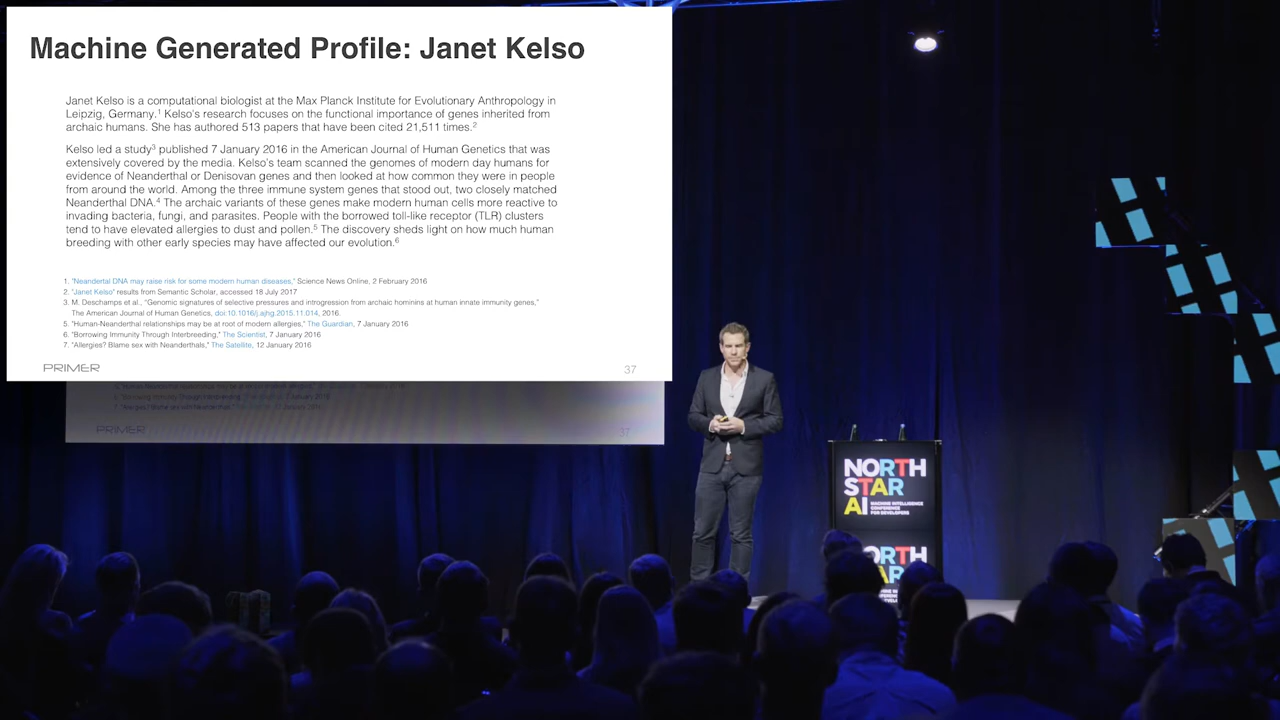 Machine Generated Profile: Janet Kelso
Janet Kelso is a computational biologist at the Max Planck Institute for Evolutionary Anthropology in
Leipzig, Germany.1 Kelso's research focuses on the functional importance of genes inherited from
archaic humans. She has authored 513 papers that have been cited 21,511 times.2
Kelso led a study3 published 7 January 2016 in the American Journal of Human Genetics that was
extensively covered by the media. Kelso's team scanned the genomes of modern day humans for
evidence of Neanderthal or Denisovan genes and then looked at how common they were in people
from around the world. Among the three immune system genes that stood out, two closely matched
Neanderthal DNA.4 The archaic variants of these genes make modern human cells more reactive to
invading bacteria, fungi, and parasites. People with the borrowed toll-like receptor (TLR) clusters
tend to have elevated allergies to dust and pollen.5 The discovery sheds light on how much human
breeding with other early species may have affected our evolution.6
1. "Neandertal DNA may raise risk for some modern human diseases," Science News Online, 2 February 2016
2. "Janet Kelso" results from Semantic Scholar, accessed 18 July 2017
3. M. Deschamps et al., "Genomic signatures of selective pressures and introgression from archaic hominins at human innate immunity genes,"
The American Journal of Human Genetics, doi:10.1016/j.ajhg.2015.11.014, 2016.
5. "Human-Neanderthal relationships may be at root of modern allergies," The Guardian, 7 January 2016
6. "Borrowing Immunity Through Interbreeding," The Scientist, 7 January 2016
7. "Allergies? Blame sex with Neanderthals," The Satellite, 12 January 2016
PRIMER
37
PRIMER
37
NORTH
STAR
AI
MACHINE INTELLIGENCE
CONFERENCE
FOR DEVELOPERS
ORTH
AR